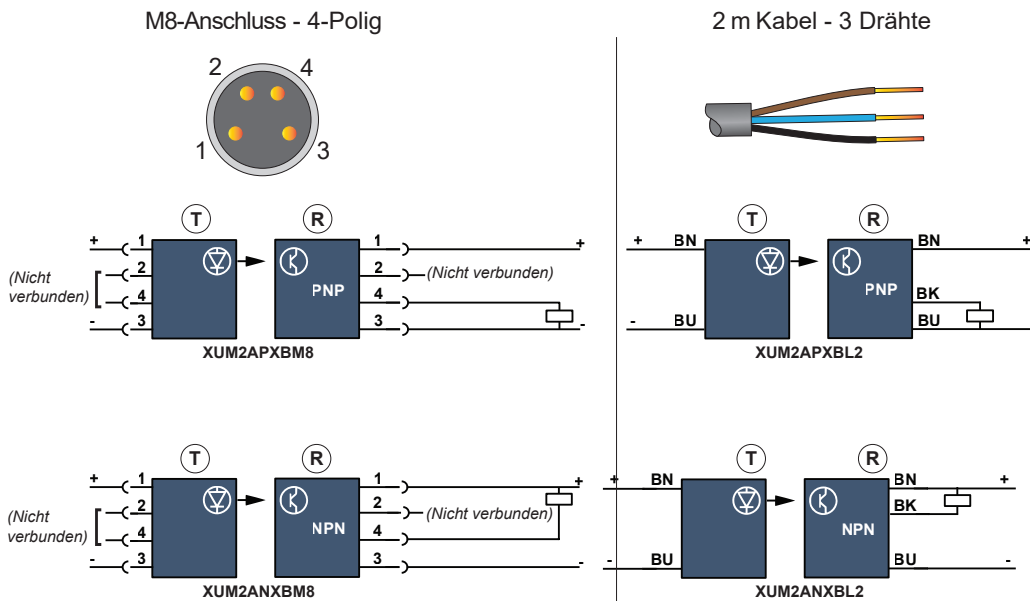 M8-Anschluss - 4-Polig
2 4
1 3
T R
+ 1 1 +
(Nicht verbunden) 2 2 (Nicht verbunden)
4 PNP 4
- 3 3 -
XUM2APXBM8
T R
+ 1 1 +
(Nicht verbunden) 2 2 (Nicht verbunden)
4 NPN 4
- 3 3 -
XUM2ANXBM8
2 m Kabel - 3 Drähte
T R
+ BN BN +
PNP BK
- BU BU -
XUM2APXBL2
T R
+ BN BN +
BK
NPN
- BU BU -
XUM2ANXBL2